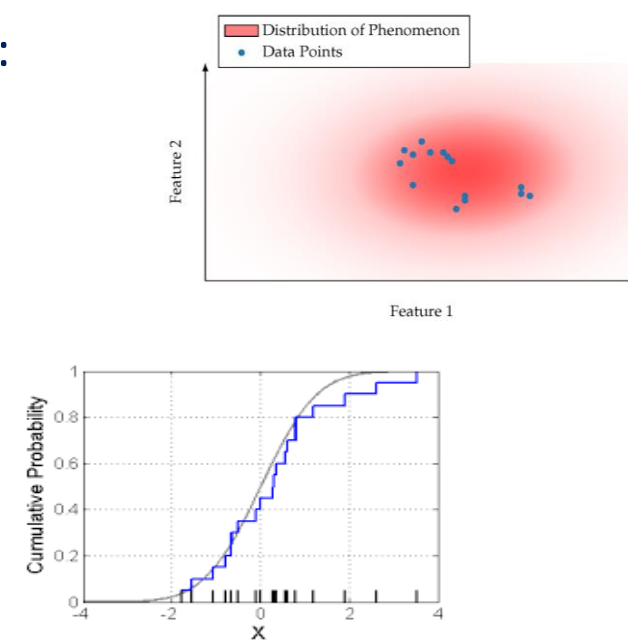 :
Distribution of Phenomenon
Data Points
Feature 2
Feature 1
Cumulative Probability
1
0.8
0.6
0.4
0.2
0
-4
-2
0
2
4
X